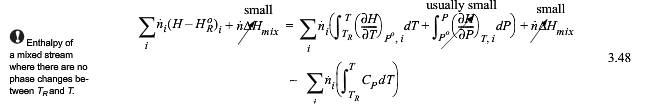 small
usually small
small
∑_i ṅ_i(H−H_R^o)_i + ṅΔH_mix = ∑_i ṅ_i(∫_{T_R}^{T} (∂H/∂T)_{P^o, i} dT + ∫_{P^o}^{P} (∂H/∂P)_{T, i} dP) + ṅΔH_mix
Enthalpy of
a mixed stream
where there are no
phase changes be-
tween T_R and T.
3.48
~ ∑_i ṅ_i(∫_{T_R}^{T} C_P dT)